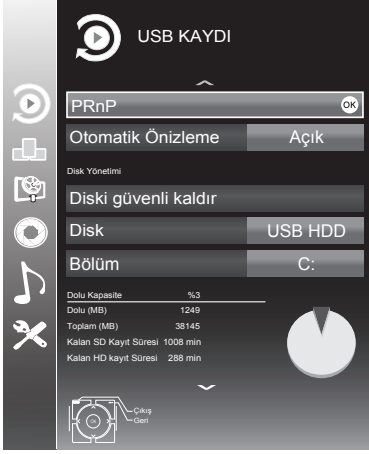 USB KAYDI
PRnP OK
Otomatik Önizleme Açık
Disk Yönetimi
Diski güvenli kaldır
Disk USB HDD
Bölüm C:
Dolu Kapasite %3
Dolu (MB) 1249
Toplam (MB) 38145
Kalan SD Kayıt Süresi 1008 min
Kalan HD kayıt Süresi 288 min
Çıkış
OK Geri